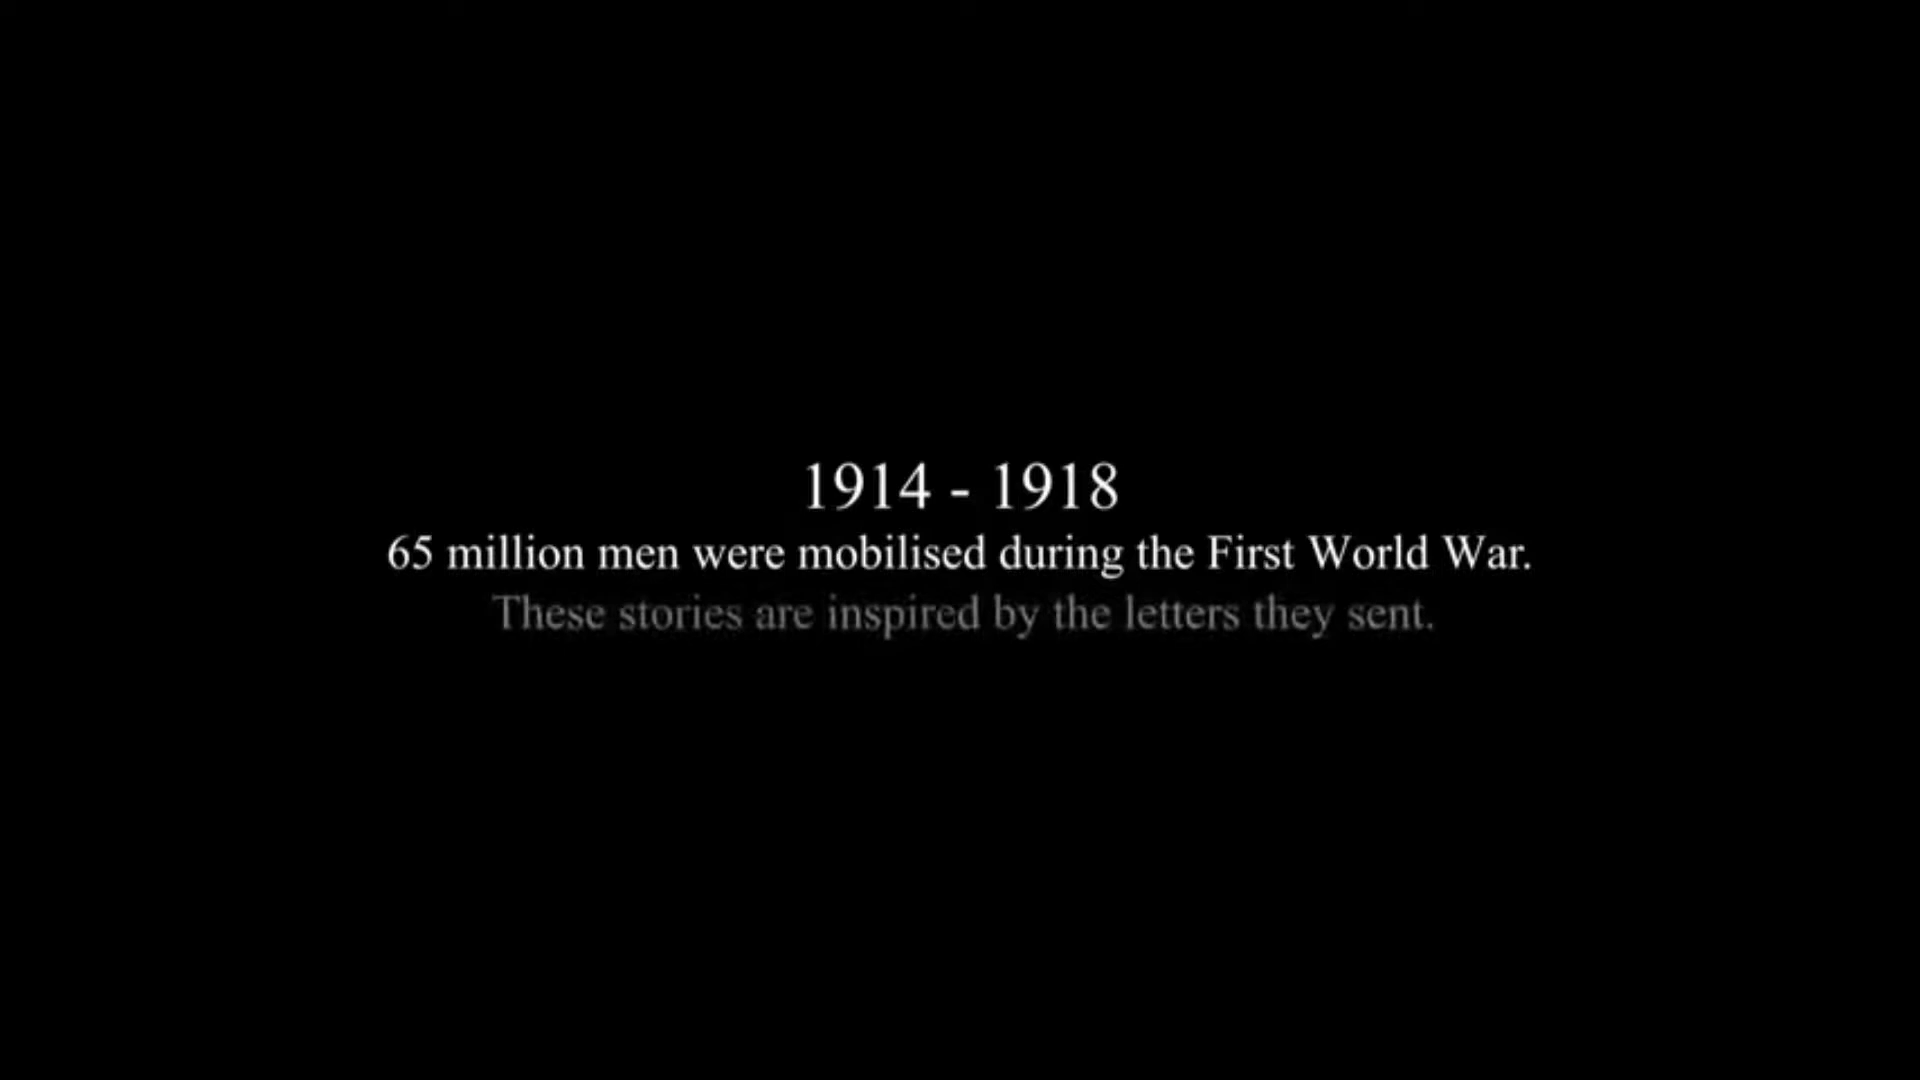 1914 - 1918
65 million men were mobilised during the First World War.
These stories are inspired by the letters they sent.